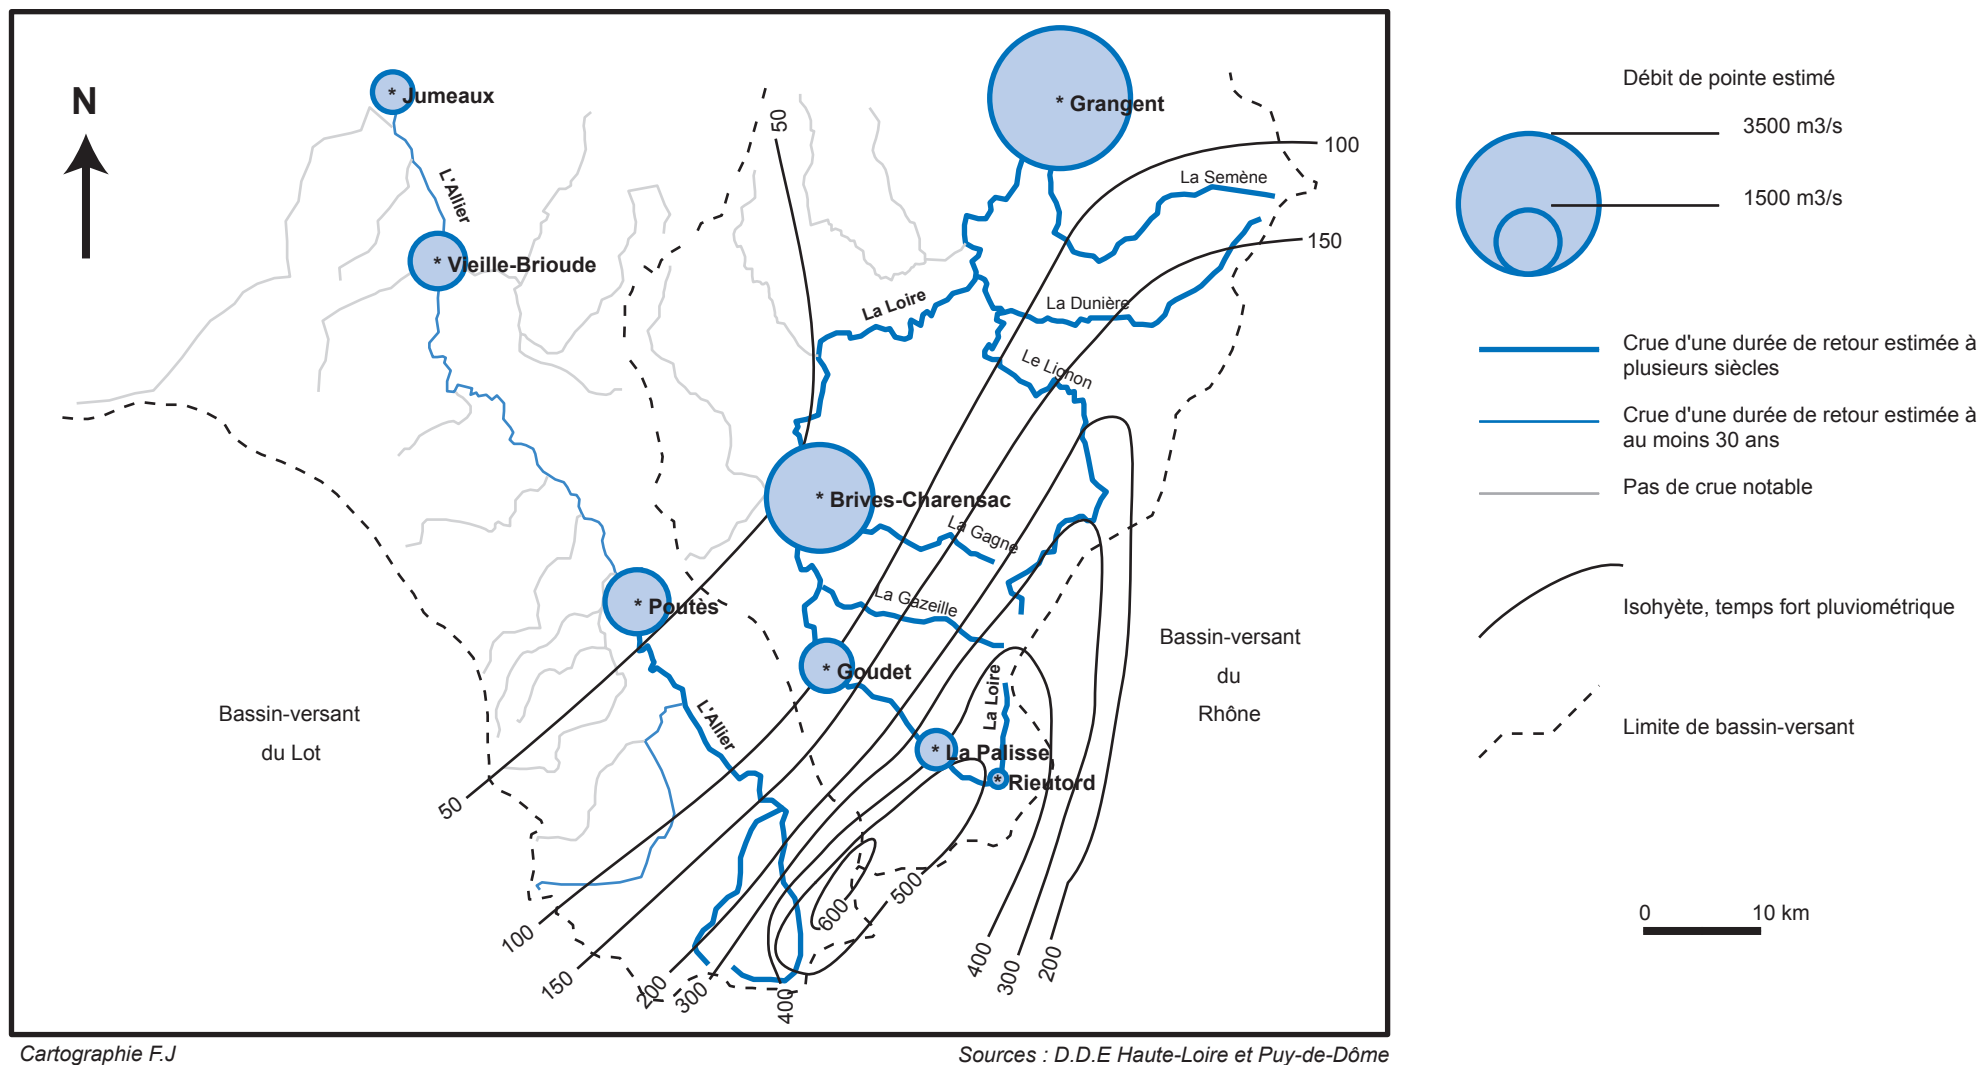 N
Jumeaux
L'Allier
Vieille-Brioude
50
Grangent
100
La Semène
150
La Dunière
La Loire
Le Lignon
Brives-Charensac
La Gagne
La Gazeille
Poutès
Goudet
L'Allier
La Loire
La Palisse
Rieutord
Bassin-versant
du Lot
Bassin-versant
du
Rhône
50
100
150
200
300
400
600
500
400
300
200
Débit de pointe estimé
3500 m3/s
1500 m3/s
Crue d'une durée de retour estimée à
plusieurs siècles
Crue d'une durée de retour estimée à
au moins 30 ans
Pas de crue notable
Isohyète, temps fort pluviométrique
Limite de bassin-versant
0 10 km
Cartographie F.J
Sources : D.D.E Haute-Loire et Puy-de-Dôme